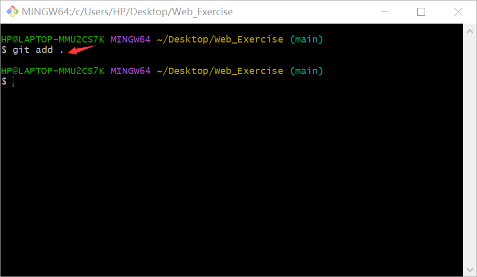 MINGW64:/c/Users/HP/Desktop/Web_Exercise
HP@LAPTOP-MMU2CS7K MINGW64 ~/Desktop/Web_Exercise (main)
$ git add .
HP@LAPTOP-MMU2CS7K MINGW64 ~/Desktop/Web_Exercise (main)
$